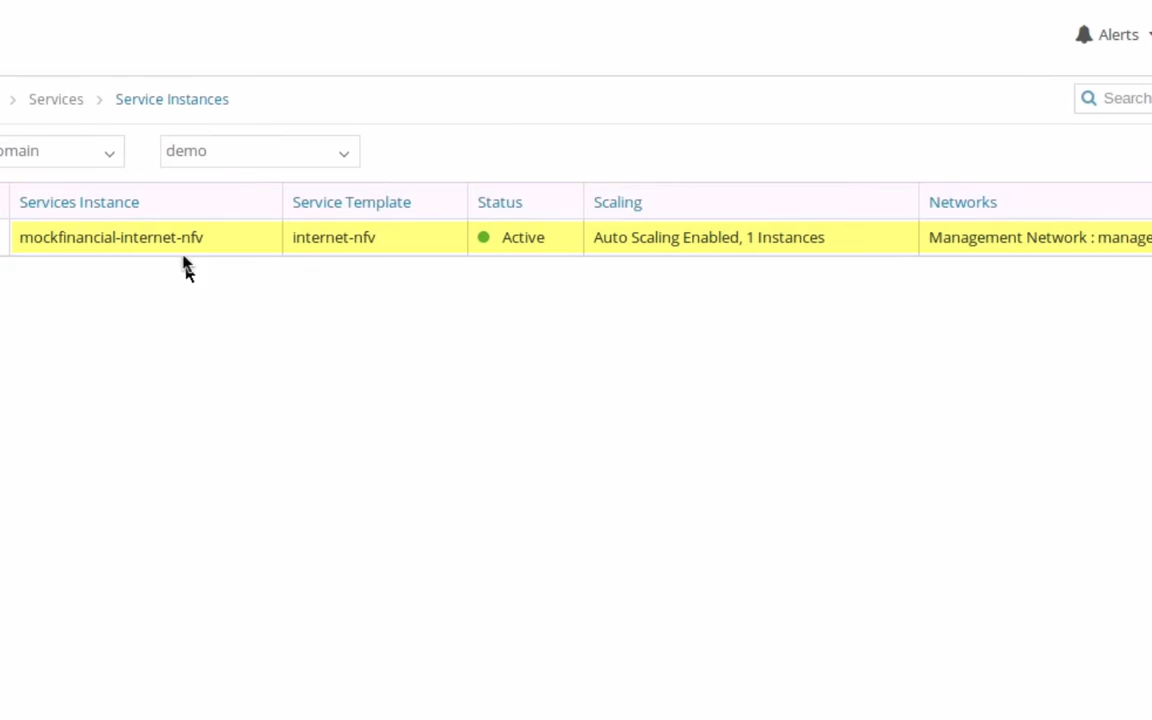 Alerts
> Services > Service Instances
Search
omain demo
Services Instance Service Template Status Scaling Networks
mockfinancial-internet-nfv internet-nfv Active Auto Scaling Enabled, 1 Instances Management Network : manage